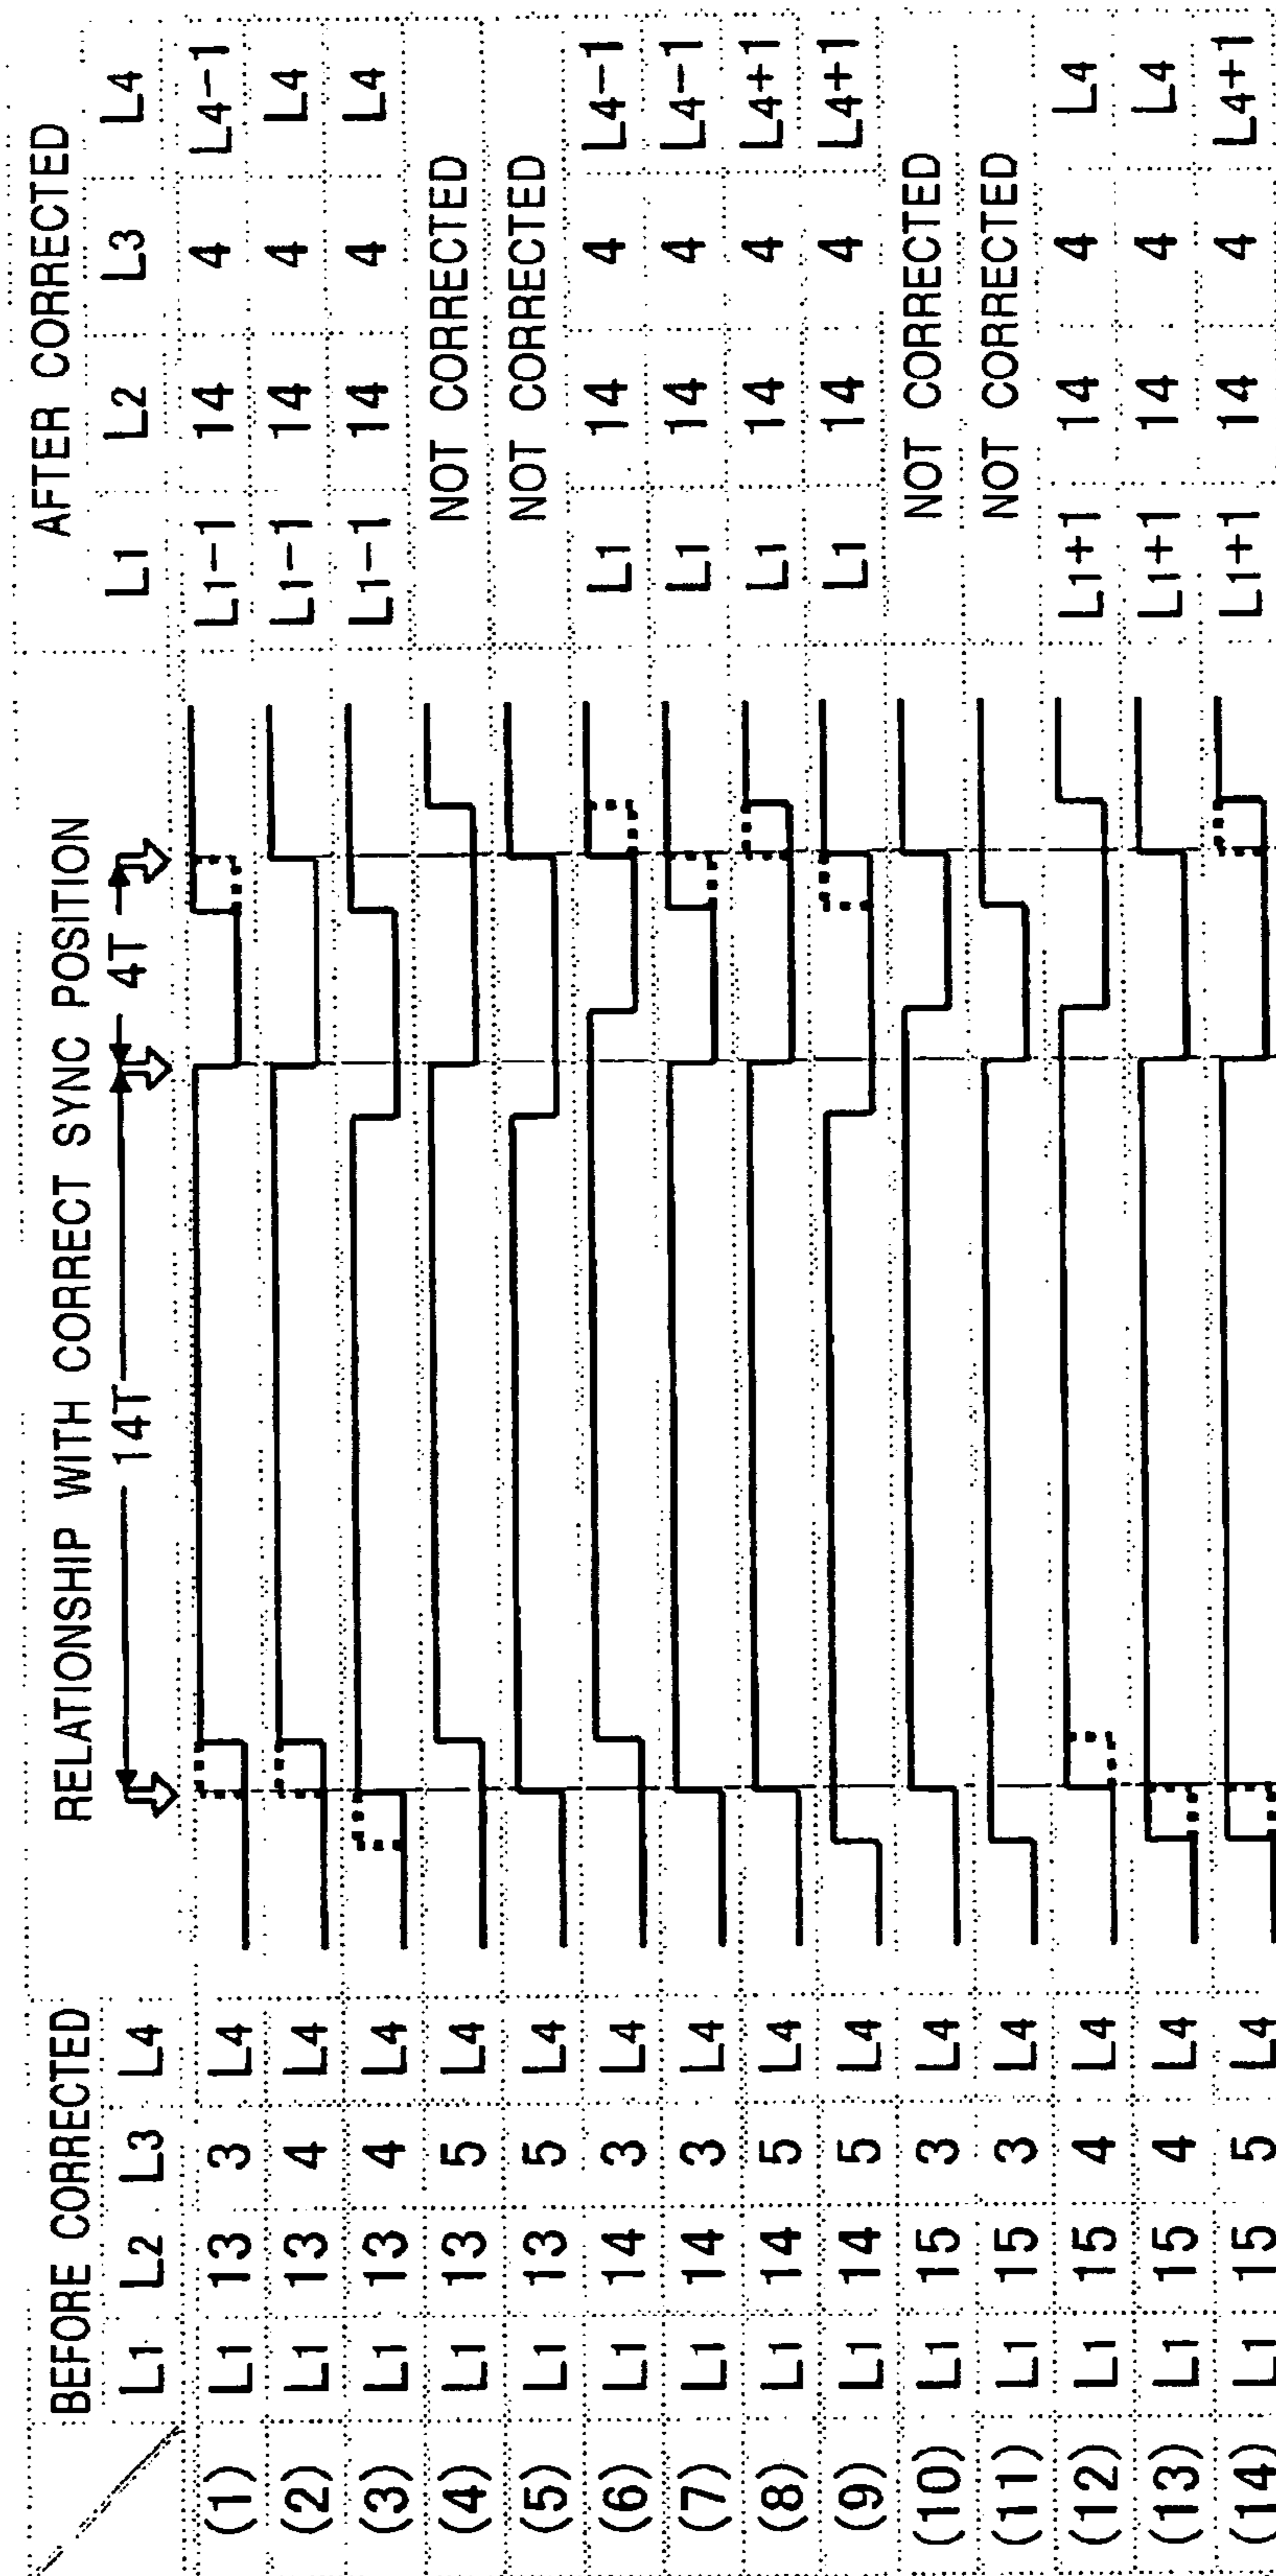 BEFORE CORRECTED RELATIONSHIP WITH CORRECT SYNC POSITION AFTER CORRECTED
L1 L2 L3 L4 14T 4T L1 L2 L3 L4
(1) L1 13 3 L4 L1-1 14 4 L4-1
(2) L1 13 4 L4 L1-1 14 4 L4
(3) L1 13 4 L4 L1-1 14 4 L4
(4) L1 13 5 L4 NOT CORRECTED
(5) L1 13 5 L4 NOT CORRECTED
(6) L1 14 3 L4 L1 14 4 L4-1
(7) L1 14 3 L4 L1 14 4 L4-1
(8) L1 14 5 L4 L1 14 4 L4+1
(9) L1 14 5 L4 L1 14 4 L4+1
(10) L1 15 3 L4 NOT CORRECTED
(11) L1 15 3 L4 NOT CORRECTED
(12) L1 15 4 L4 L1+1 14 4 L4
(13) L1 15 4 L4 L1+1 14 4 L4
(14) L1 15 5 L4 L1+1 14 4 L4+1